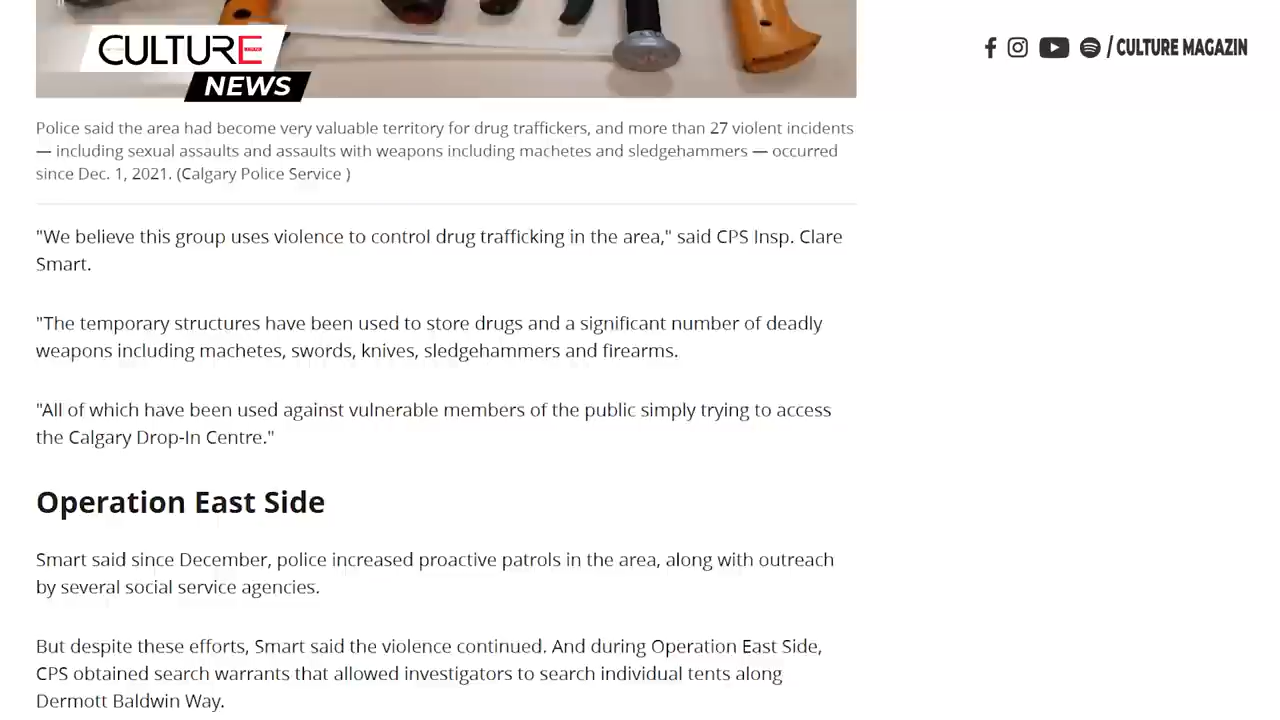 CULTURE
NEWS
/ CULTURE MAGAZIN
Police said the area had become very valuable territory for drug traffickers, and more than 27 violent incidents
— including sexual assaults and assaults with weapons including machetes and sledgehammers — occurred
since Dec. 1, 2021. (Calgary Police Service )
"We believe this group uses violence to control drug trafficking in the area," said CPS Insp. Clare
Smart.
"The temporary structures have been used to store drugs and a significant number of deadly
weapons including machetes, swords, knives, sledgehammers and firearms.
"All of which have been used against vulnerable members of the public simply trying to access
the Calgary Drop-In Centre."
Operation East Side
Smart said since December, police increased proactive patrols in the area, along with outreach
by several social service agencies.
But despite these efforts, Smart said the violence continued. And during Operation East Side,
CPS obtained search warrants that allowed investigators to search individual tents along
Dermott Baldwin Way.